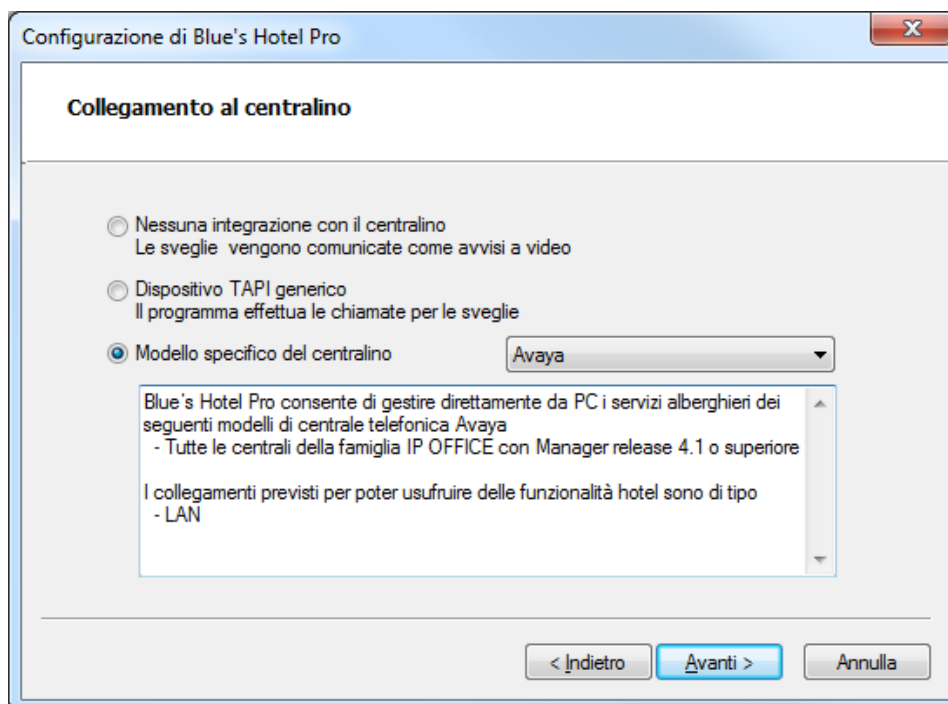 Configurazione di Blue's Hotel Pro
Collegamento al centralino
Nessuna integrazione con il centralino
Le sveglie vengono comunicate come avvisi a video
Dispositivo TAPI generico
Il programma effettua le chiamate per le sveglie
Modello specifico del centralino
Avaya
Blue's Hotel Pro consente di gestire direttamente da PC i servizi alberghieri dei
seguenti modelli di centrale telefonica Avaya
- Tutte le centrali della famiglia IP OFFICE con Manager release 4.1 o superiore
I collegamenti previsti per poter usufruire delle funzionalità hotel sono di tipo
- LAN
< Indietro
Avanti >
Annulla